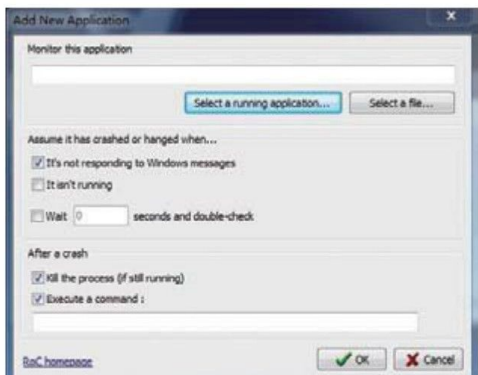 Add New Application
x
Monitor this application
Select a running application... Select a file...
Assume it has crashed or hanged when...
It's not responding to Windows messages
It isn't running
Wait 0 seconds and double-check
After a crash
Kill the process (if still running)
Execute a command :
RoC homepage OK Cancel